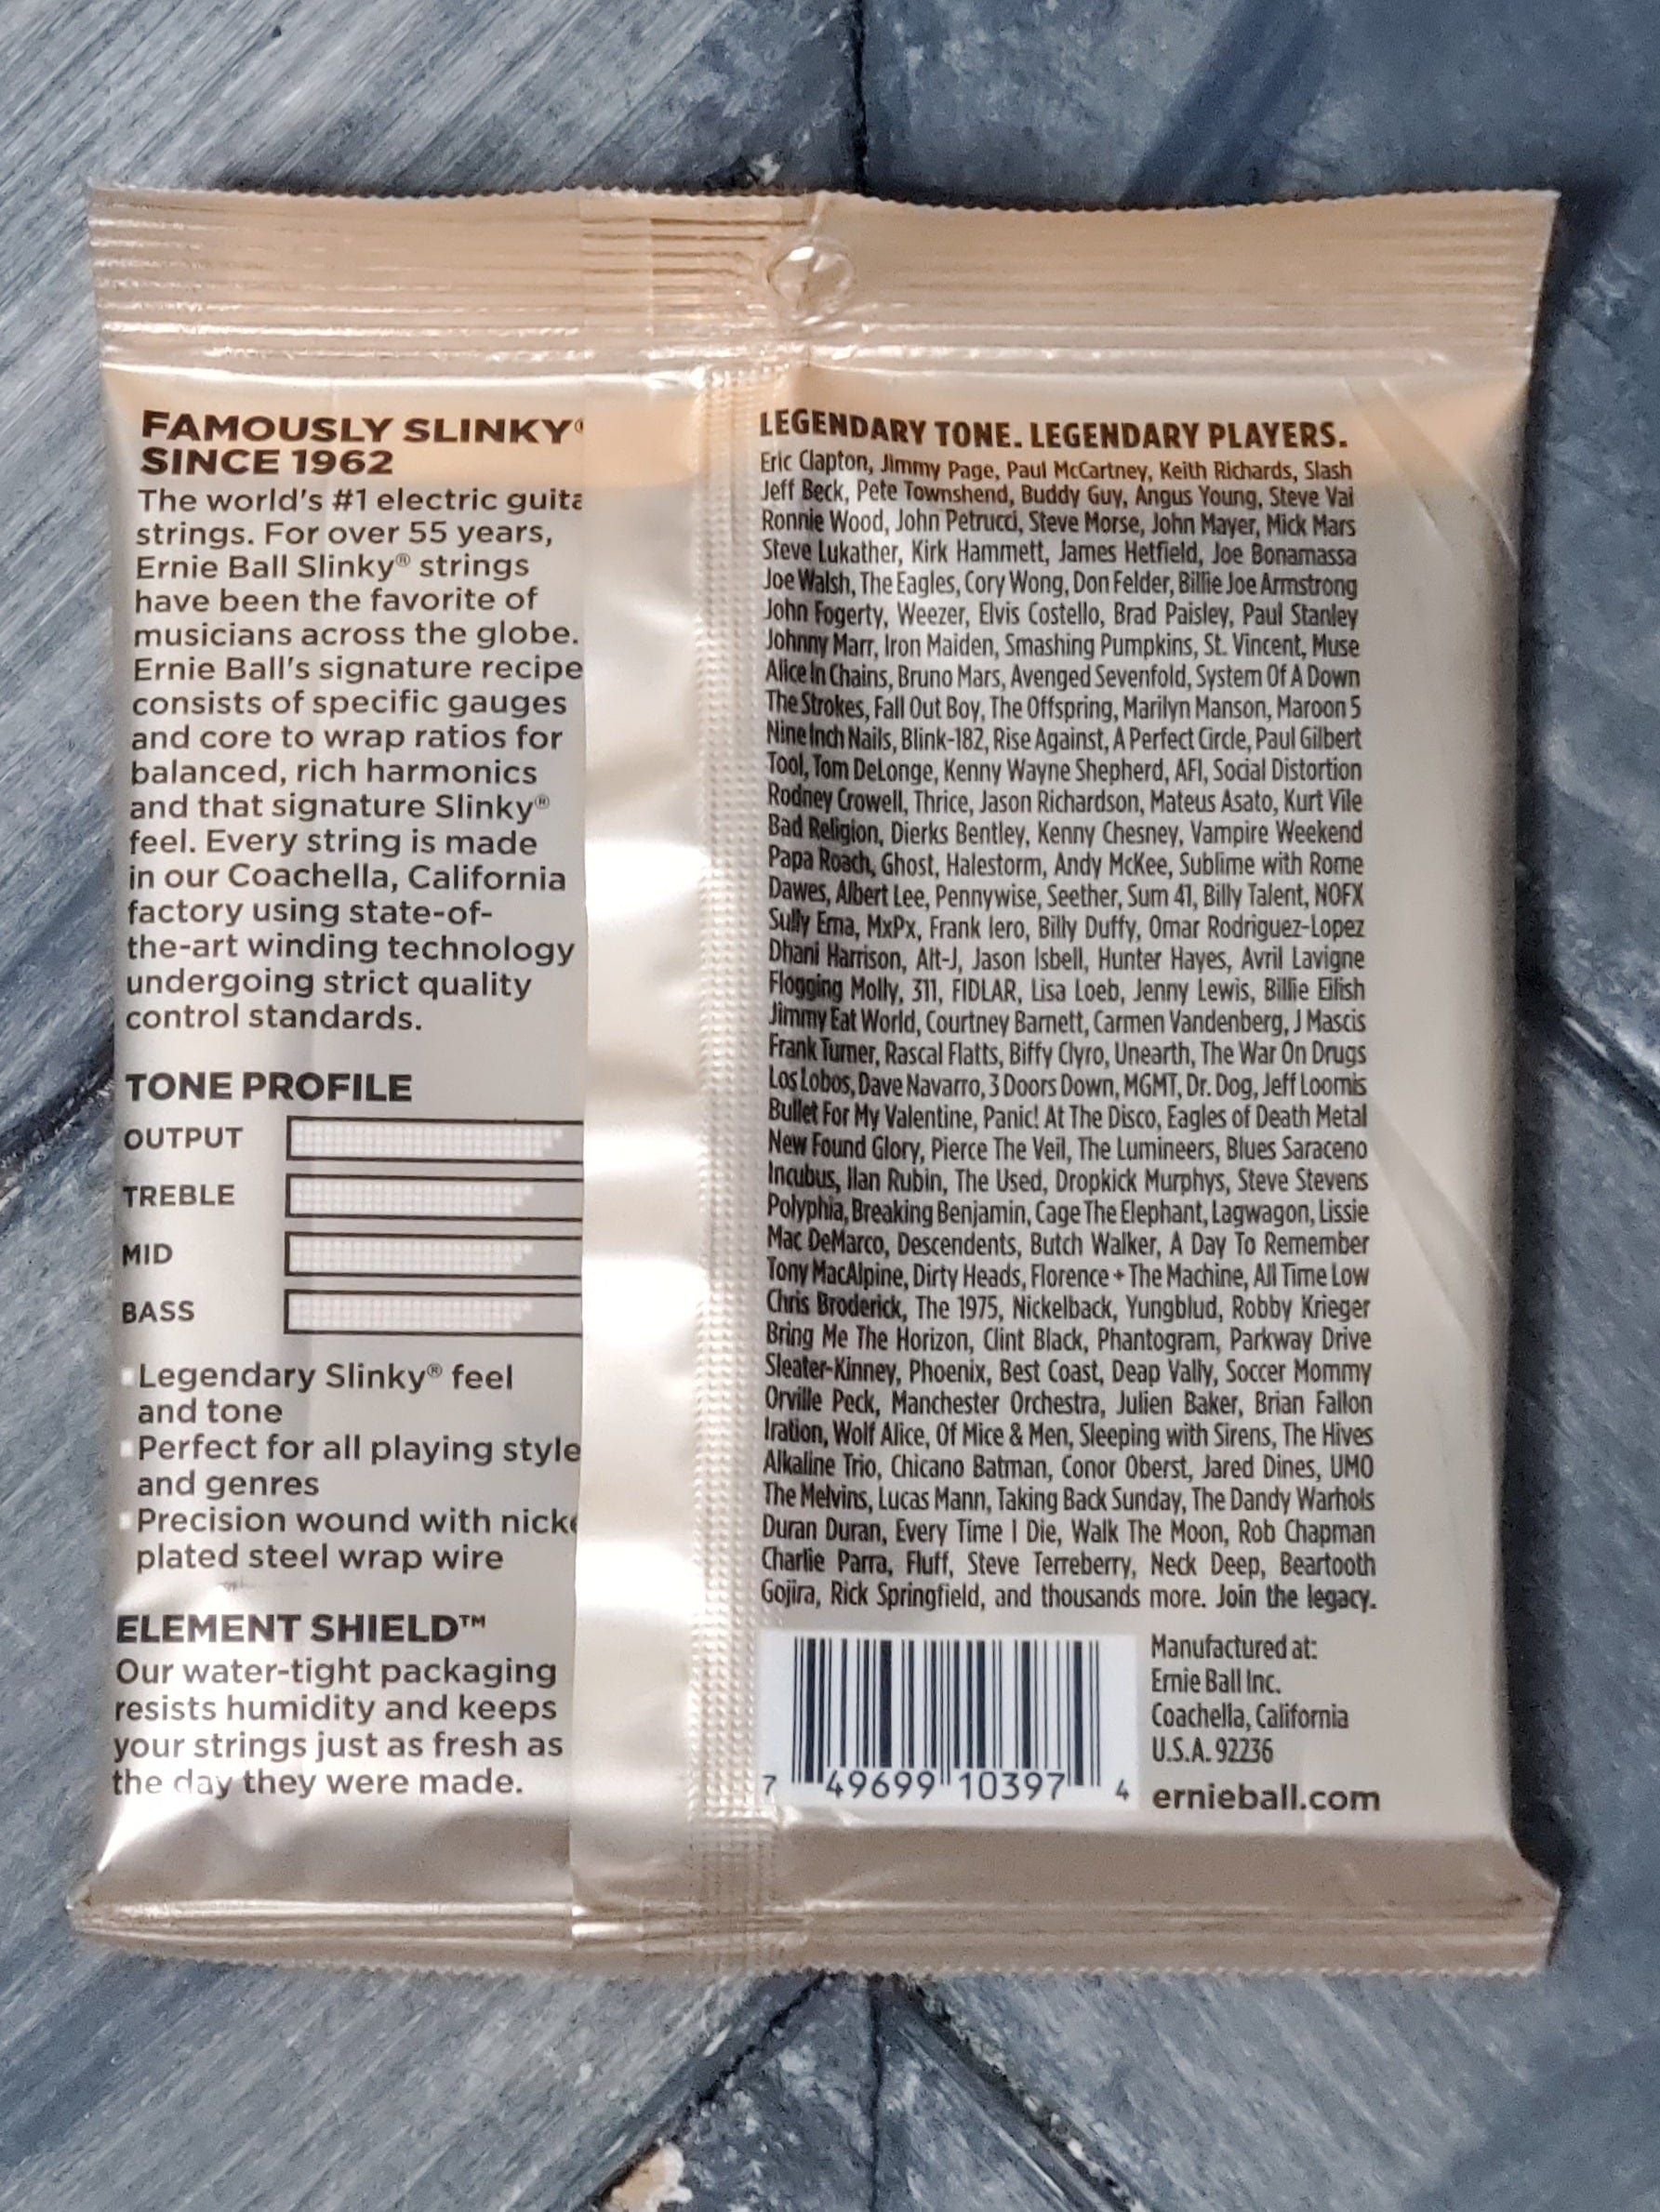 FAMOUSLY SLINKY®
SINCE 1962
The world's #1 electric guita
strings. For over 55 years,
Ernie Ball Slinky® strings
have been the favorite of
musicians across the globe.
Ernie Ball's signature recipe
consists of specific gauges
and core to wrap ratios for
balanced, rich harmonics
and that signature Slinky®
feel. Every string is made
in our Coachella, California
factory using state-of-
the-art winding technology
undergoing strict quality
control standards.
TONE PROFILE
OUTPUT
TREBLE
MID
BASS
Legendary Slinky® feel
and tone
Perfect for all playing style
and genres
Precision wound with nicke
plated steel wrap wire
ELEMENT SHIELD™
Our water-tight packaging
resists humidity and keeps
your strings just as fresh as
the day they were made.
LEGENDARY TONE. LEGENDARY PLAYERS.
Eric Clapton, Jimmy Page, Paul McCartney, Keith Richards, Slash
Jeff Beck, Pete Townshend, Buddy Guy, Angus Young, Steve Vai
Ronnie Wood, John Petrucci, Steve Morse, John Mayer, Mick Mars
Steve Lukather, Kirk Hammett, James Hetfield, Joe Bonamassa
Joe Walsh, The Eagles, Cory Wong, Don Felder, Billie Joe Armstrong
John Fogerty, Weezer, Elvis Costello, Brad Paisley, Paul Stanley
Johnny Marr, Iron Maiden, Smashing Pumpkins, St. Vincent, Muse
Alice In Chains, Bruno Mars, Avenged Sevenfold, System Of A Down
The Strokes, Fall Out Boy, The Offspring, Marilyn Manson, Maroon 5
Nine Inch Nails, Blink-182, Rise Against, A Perfect Circle, Paul Gilbert
Tool, Tom DeLonge, Kenny Wayne Shepherd, AFI, Social Distortion
Rodney Crowell, Thrice, Jason Richardson, Mateus Asato, Kurt Vile
Bad Religion, Dierks Bentley, Kenny Chesney, Vampire Weekend
Papa Roach, Ghost, Halestorm, Andy McKee, Sublime with Rome
Dawes, Albert Lee, Pennywise, Seether, Sum 41, Billy Talent, NOFX
Sully Erna, MxPx, Frank Iero, Billy Duffy, Omar Rodriguez-Lopez
Dhani Harrison, Alt-J, Jason Isbell, Hunter Hayes, Avril Lavigne
Flogging Molly, 311, FIDLAR, Lisa Loeb, Jenny Lewis, Billie Eilish
Jimmy Eat World, Courtney Barnett, Carmen Vandenberg, J Mascis
Frank Turner, Rascal Flatts, Biffy Clyro, Unearth, The War On Drugs
Los Lobos, Dave Navarro, 3 Doors Down, MGMT, Dr. Dog, Jeff Loomis
Bullet For My Valentine, Panic! At The Disco, Eagles of Death Metal
New Found Glory, Pierce The Veil, The Lumineers, Blues Saraceno
Incubus, Ilan Rubin, The Used, Dropkick Murphys, Steve Stevens
Polyphia, Breaking Benjamin, Cage The Elephant, Lagwagon, Lissie
Mac DeMarco, Descendents, Butch Walker, A Day To Remember
Tony MacAlpine, Dirty Heads, Florence + The Machine, All Time Low
Chris Broderick, The 1975, Nickelback, Yungblud, Robby Krieger
Bring Me The Horizon, Clint Black, Phantogram, Parkway Drive
Sleater-Kinney, Phoenix, Best Coast, Deap Vally, Soccer Mommy
Orville Peck, Manchester Orchestra, Julien Baker, Brian Fallon
Iration, Wolf Alice, Of Mice & Men, Sleeping with Sirens, The Hives
Alkaline Trio, Chicano Batman, Conor Oberst, Jared Dines, UMO
The Melvins, Lucas Mann, Taking Back Sunday, The Dandy Warhols
Duran Duran, Every Time I Die, Walk The Moon, Rob Chapman
Charlie Parra, Fluff, Steve Terreberry, Neck Deep, Beartooth
Gojira, Rick Springfield, and thousands more. Join the legacy.
7 49699 10397 4
Manufactured at:
Ernie Ball Inc.
Coachella, California
U.S.A. 92236
ernieball.com